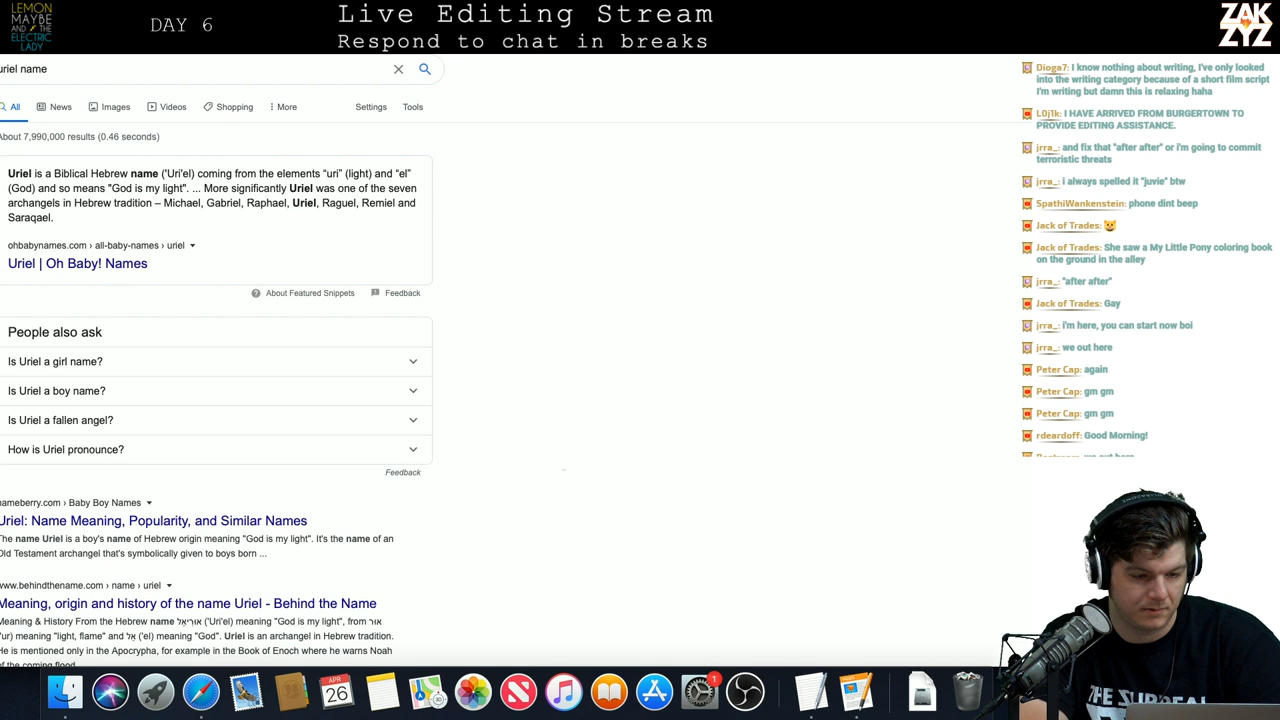 LEMON
MAYBE
AND THE
ELECTRIC
LADY
DAY 6
Live Editing Stream
Respond to chat in breaks
ZAK
ZYZ
uriel name
All News Images Videos Shopping More Settings Tools
About 7,990,000 results (0.46 seconds)
Uriel is a Biblical Hebrew name ('Uri'el) coming from the elements “uri” (light) and “el”
(God) and so means "God is my light". ... More significantly Uriel was one of the seven
archangels in Hebrew tradition – Michael, Gabriel, Raphael, Uriel, Raguel, Remiel and
Saraqael.
ohbabynames.com › all-baby-names › uriel
Uriel | Oh Baby! Names
About Featured Snippets Feedback
People also ask
Is Uriel a girl name?
Is Uriel a boy name?
Is Uriel a fallen angel?
How is Uriel pronounce?
Feedback
nameberry.com › Baby Boy Names
Uriel: Name Meaning, Popularity, and Similar Names
The name Uriel is a boy's name of Hebrew origin meaning "God is my light". It's the name of an
Old Testament archangel that's symbolically given to boys born ...
www.behindthename.com › name › uriel
Meaning, origin and history of the name Uriel - Behind the Name
Meaning & History From the Hebrew name אוּרִיאֵל ('Uri'el) meaning "God is my light", from אוּר
('ur) meaning "light, flame" and אֵל ('el) meaning "God". Uriel is an archangel in Hebrew tradition.
He is mentioned only in the Apocrypha, for example in the Book of Enoch where he warns Noah
of the coming flood.
Dioga7: I know nothing about writing, I've only looked
into the writing category because of a short film script
I'm writing but damn this is relaxing haha
L0j1k: I HAVE ARRIVED FROM BURGERTOWN TO
PROVIDE EDITING ASSISTANCE.
jrra_: and fix that "after after" or i'm going to commit
terroristic threats
jrra_: i always spelled it "juvie" btw
SpathiWankenstein: phone dint beep
Jack of Trades: 😺
Jack of Trades: She saw a My Little Pony coloring book
on the ground in the alley
jrra_: "after after"
Jack of Trades: Gay
jrra_: i'm here, you can start now boi
jrra_: we out here
Peter Cap: again
Peter Cap: gm gm
Peter Cap: gm gm
rdeardoff: Good Morning!
we out here
THE SURREAL
APR
26
1